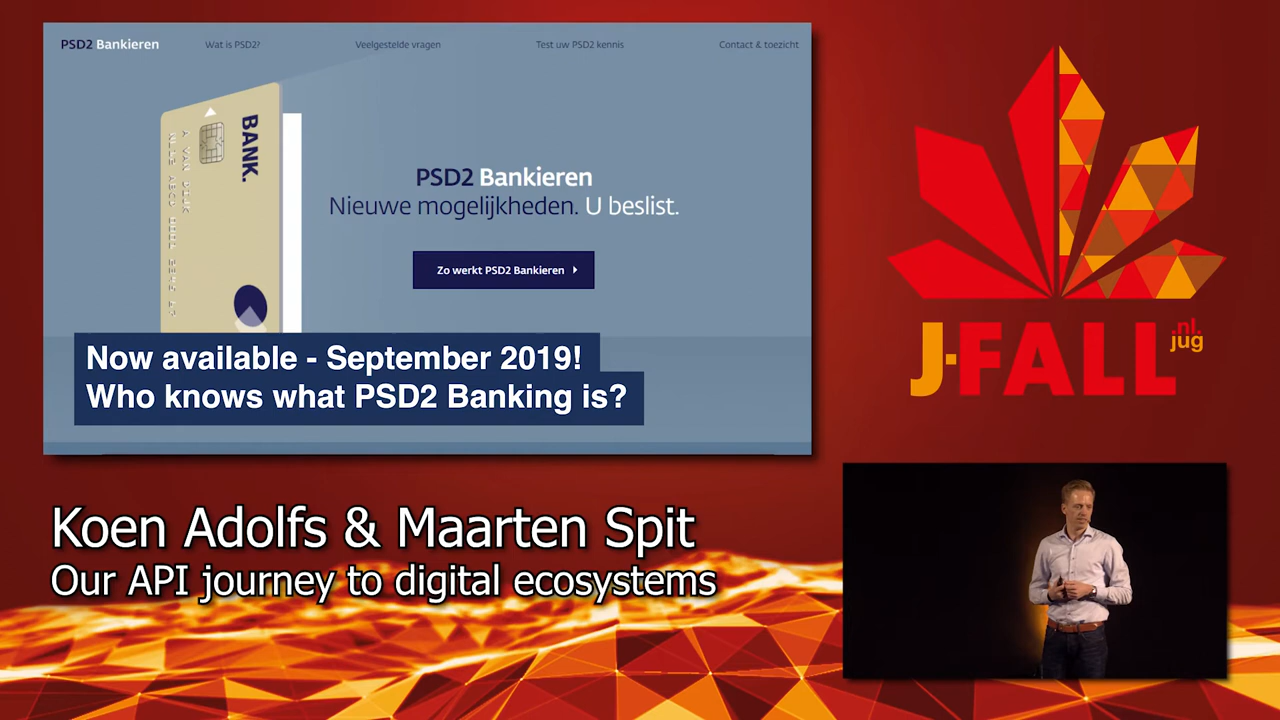 PSD2 Bankieren
Wat is PSD2?
Veelgestelde vragen
Test uw PSD2 kennis
Contact & toezicht
BANK.
PSD2 Bankieren
Nieuwe mogelijkheden. U beslist.
Zo werkt PSD2 Bankieren
Now available - September 2019!
Who knows what PSD2 Banking is?
J-FALL
.nl
jug
Koen Adolfs & Maarten Spit
Our API journey to digital ecosystems